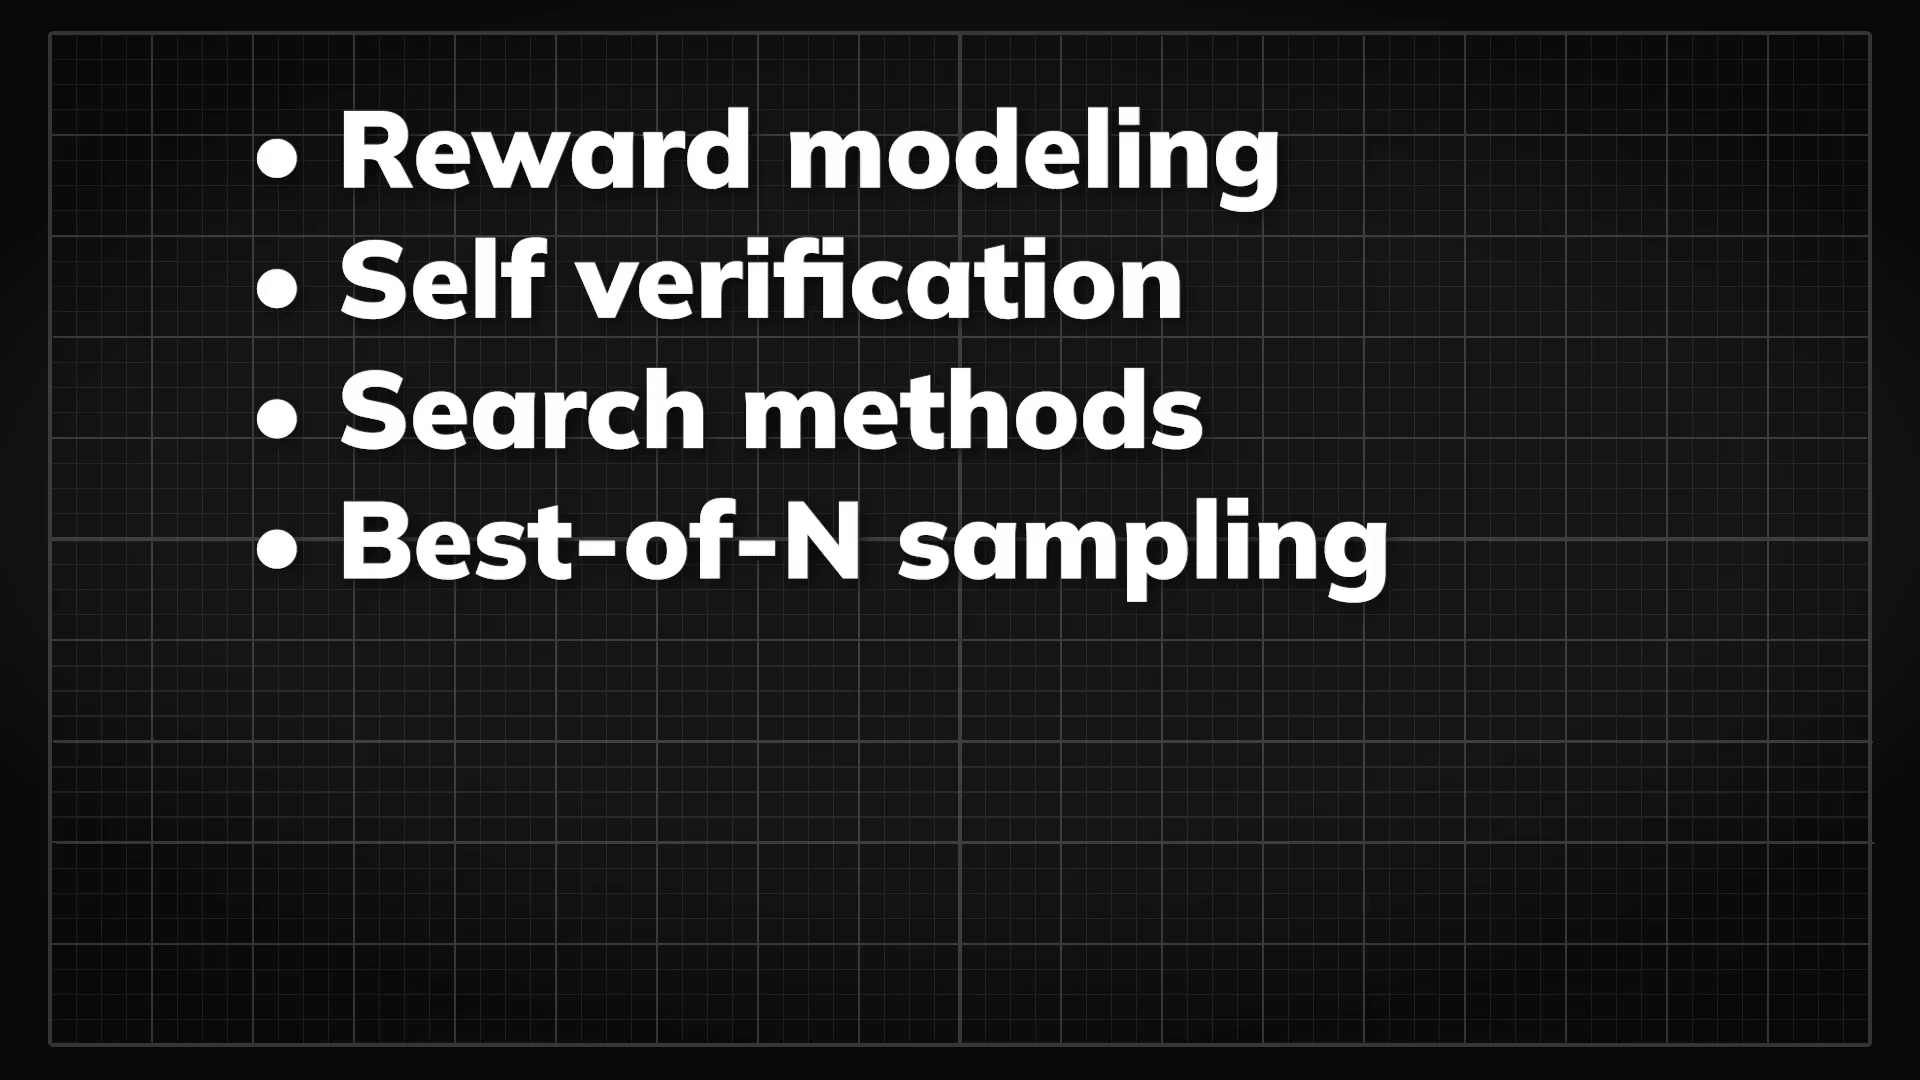 • Reward modeling
• Self verification
• Search methods
• Best-of-N sampling